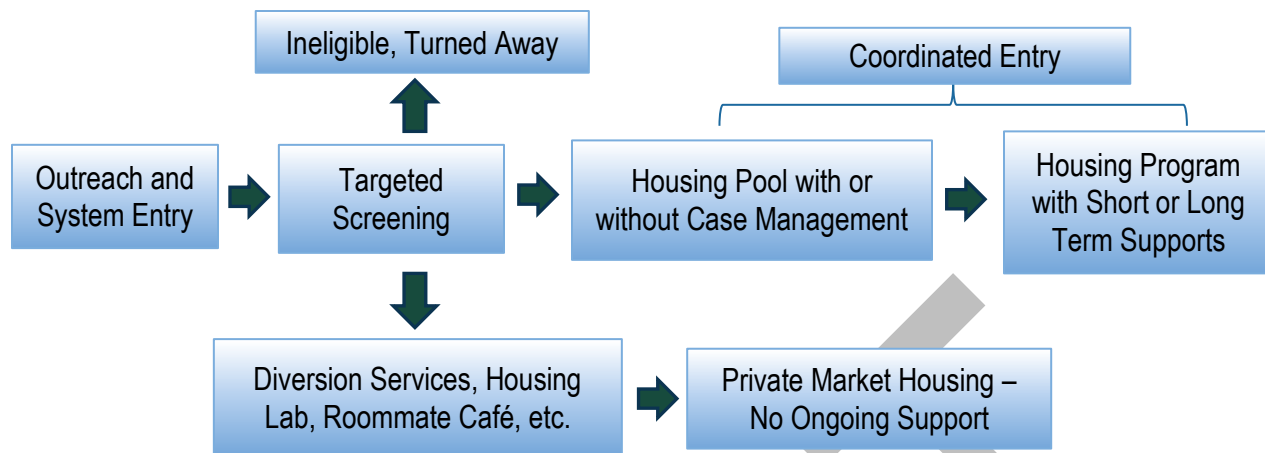 Ineligible, Turned Away
Coordinated Entry
Outreach and
System Entry
Targeted
Screening
Housing Pool with or
without Case Management
Housing Program
with Short or Long
Term Supports
Diversion Services, Housing
Lab, Roommate Café, etc.
Private Market Housing –
No Ongoing Support